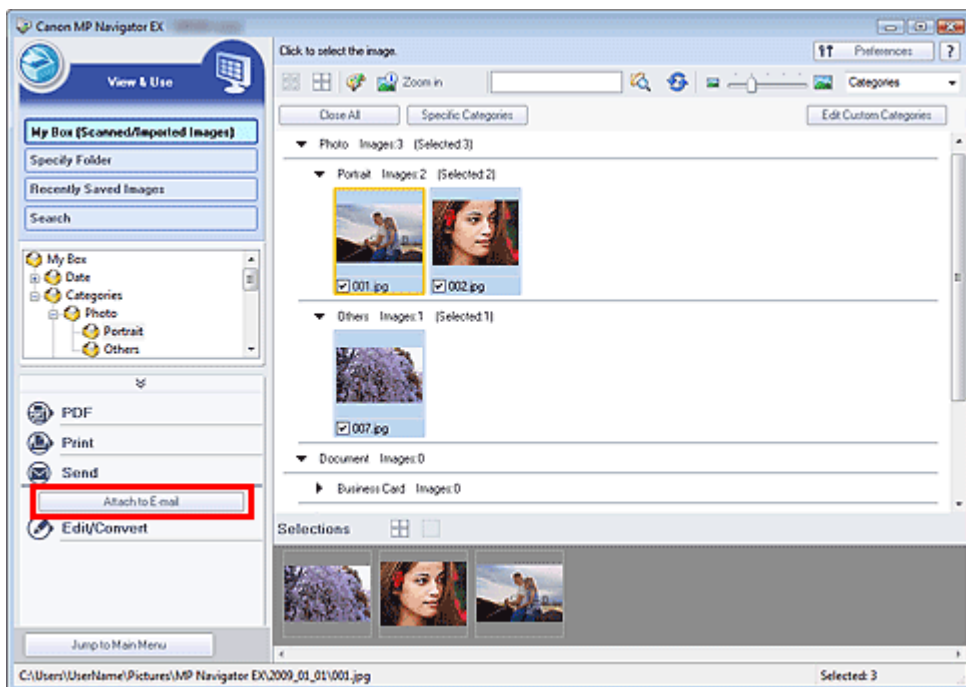 Canon MP Navigator EX
View & Use
My Box (Scanned/Imported Images)
Specify Folder
Recently Saved Images
Search
My Box
Date
Categories
Photo
Portrait
Others
PDF
Print
Send
Attach to E-mail
Edit/Convert
Jump to Main Menu
Click to select the image.
Preferences
?
Zoom in
Categories
Close All
Specific Categories
Edit Custom Categories
Photo Images:3 (Selected:3)
Portrait Images:2 (Selected:2)
001.jpg
002.jpg
Others Images:1 (Selected:1)
007.jpg
Document Images:0
Business Card Images:0
Selections
C:\Users\UserName\Pictures\MP Navigator EX\2009_01_01\001.jpg
Selected: 3